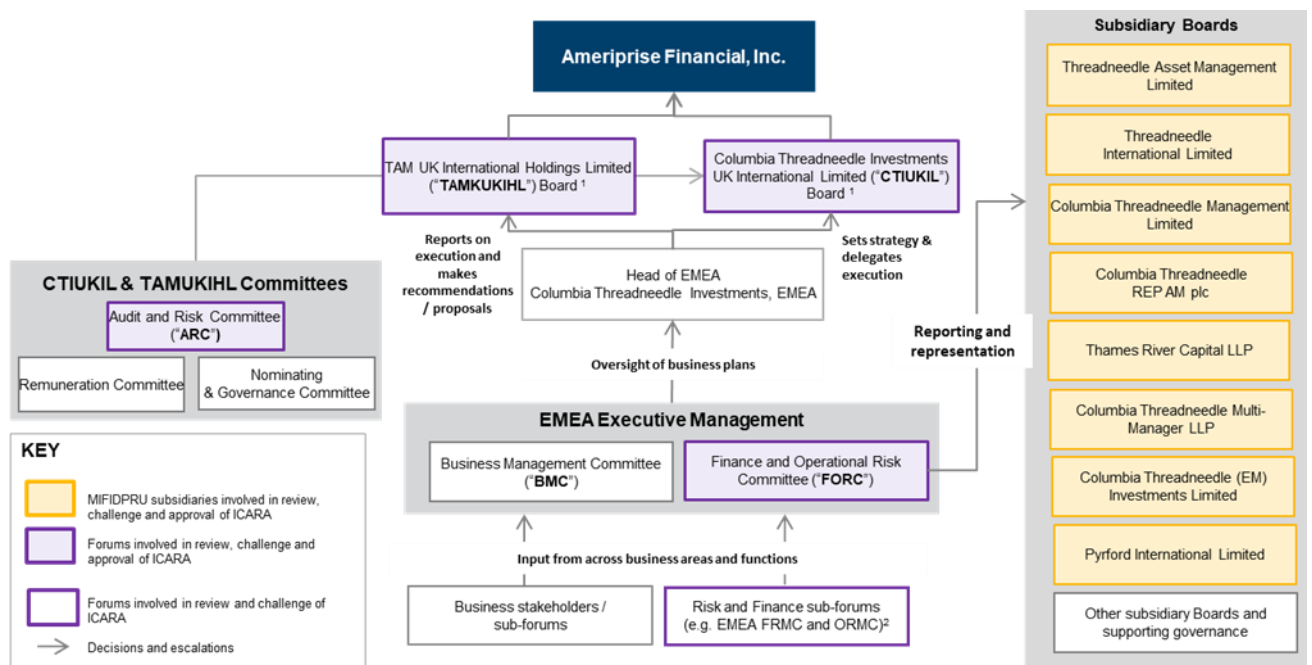 Ameriprise Financial, Inc.
TAM UK International Holdings Limited
(“TAMKUKIHL”) Board ¹
Columbia Threadneedle Investments
UK International Limited (“CTIUKIL”)
Board ¹
Reports on
execution and
makes
recommendations
/ proposals
Sets strategy &
delegates
execution
Head of EMEA
Columbia Threadneedle Investments, EMEA
CTIUKIL & TAMUKIHL Committees
Audit and Risk Committee
(“ARC”)
Remuneration Committee
Nominating
& Governance Committee
Oversight of business plans
EMEA Executive Management
Business Management Committee
(“BMC”)
Finance and Operational Risk
Committee (“FORC”)
Input from across business areas and functions
Business stakeholders /
sub-forums
Risk and Finance sub-forums
(e.g. EMEA FRMC and ORMC)²
Reporting and
representation
KEY
MIFIDPRU subsidiaries involved in review,
challenge and approval of ICARA
Forums involved in review, challenge and
approval of ICARA
Forums involved in review and challenge of
ICARA
Decisions and escalations
Subsidiary Boards
Threadneedle Asset Management
Limited
Threadneedle
International Limited
Columbia Threadneedle Management
Limited
Columbia Threadneedle
REP AM plc
Thames River Capital LLP
Columbia Threadneedle Multi-
Manager LLP
Columbia Threadneedle (EM)
Investments Limited
Pyrford International Limited
Other subsidiary Boards and
supporting governance